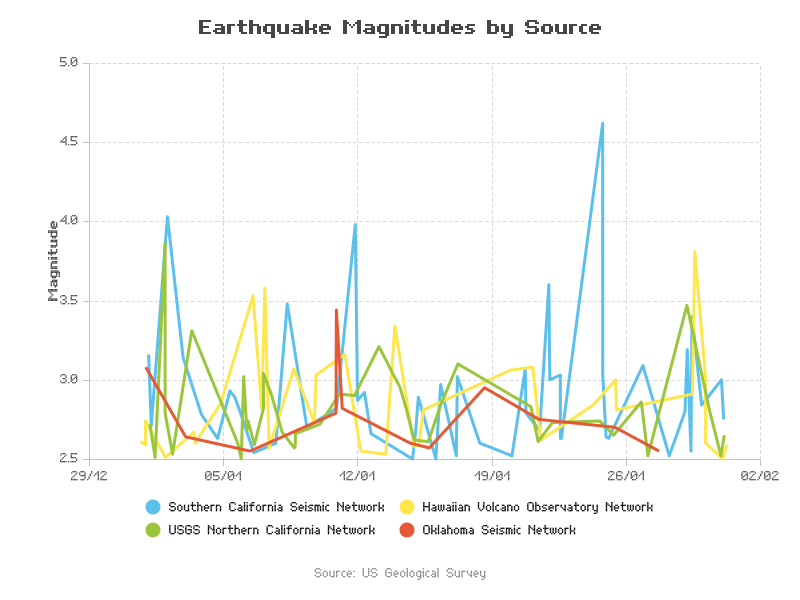 Earthquake Magnitudes by Source
5.0
4.5
4.0
3.5
3.0
2.5
Magnitude
29/12 05/01 12/01 19/01 26/01 02/02
Southern California Seismic Network Hawaiian Volcano Observatory Network
USGS Northern California Network Oklahoma Seismic Network
Source: US Geological Survey